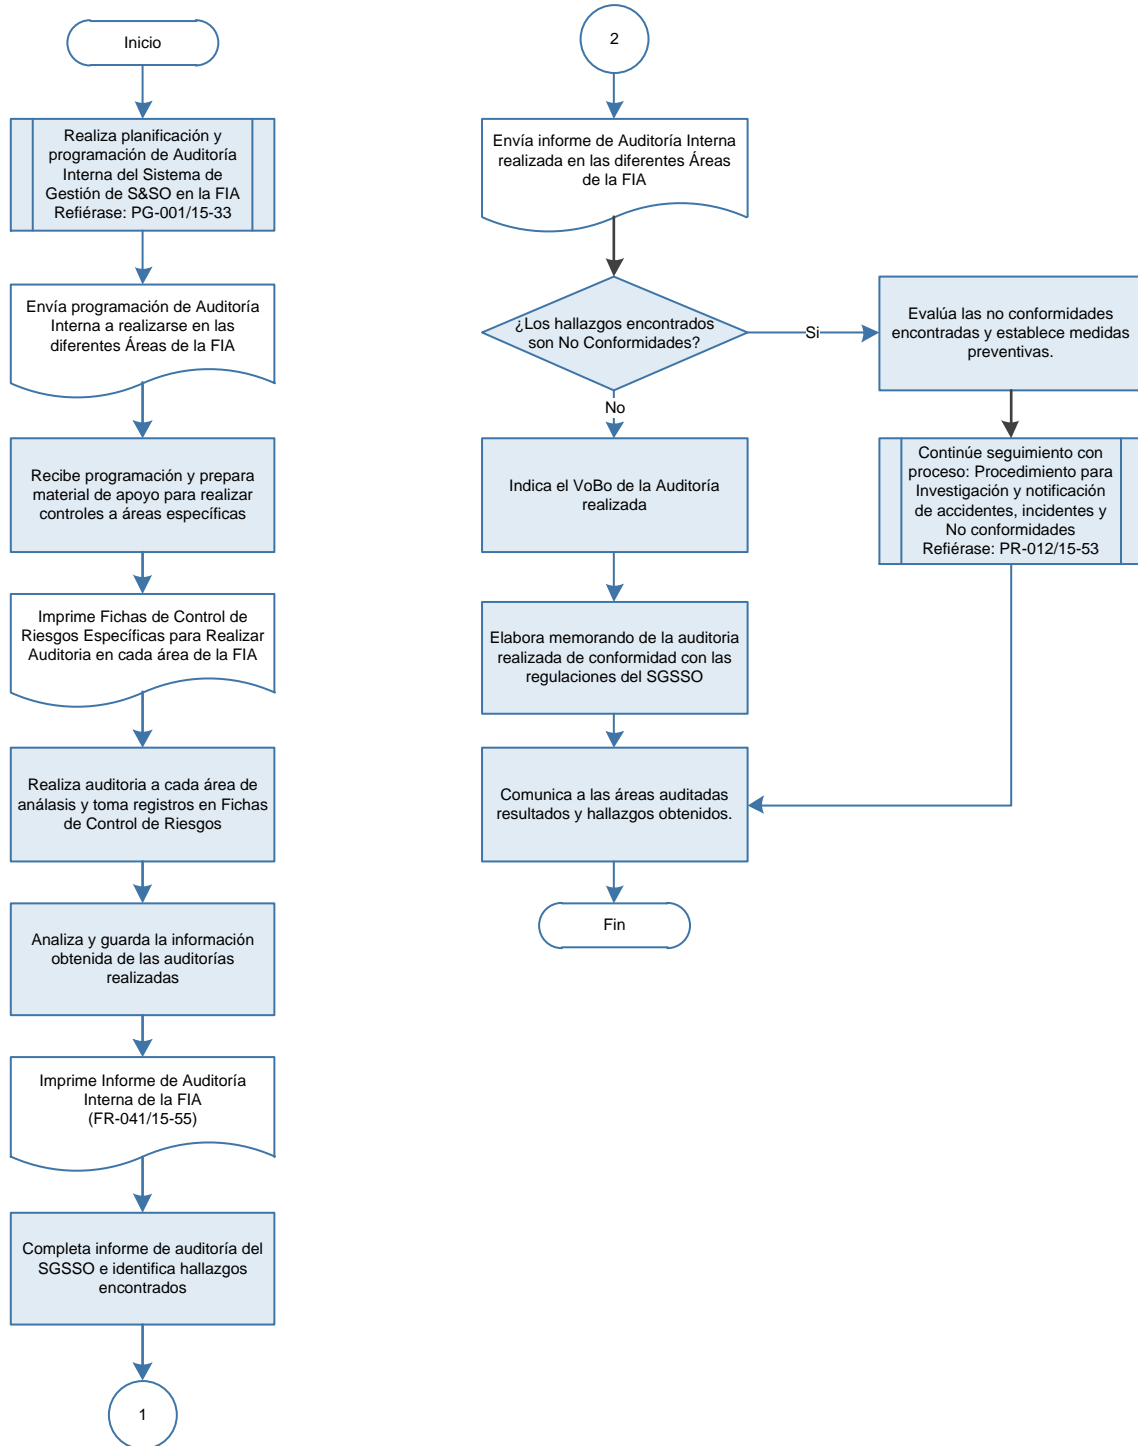 Inicio
Realiza planificación y
programación de Auditoría
Interna del Sistema de
Gestión de S&SO en la FIA
Refiérase: PG-001/15-33
Envía programación de Auditoría
Interna a realizarse en las
diferentes Áreas de la FIA
Recibe programación y prepara
material de apoyo para realizar
controles a áreas específicas
Imprime Fichas de Control de
Riesgos Específicas para Realizar
Auditoria en cada área de la FIA
Realiza auditoria a cada área de
análasis y toma registros en Fichas
de Control de Riesgos
Analiza y guarda la información
obtenida de las auditorías
realizadas
Imprime Informe de Auditoría
Interna de la FIA
(FR-041/15-55)
Completa informe de auditoría del
SGSSO e identifica hallazgos
encontrados
1
2
Envía informe de Auditoría Interna
realizada en las diferentes Áreas
de la FIA
¿Los hallazgos encontrados
son No Conformidades?
Si
Evalúa las no conformidades
encontradas y establece medidas
preventivas.
Continúe seguimiento con
proceso: Procedimiento para
Investigación y notificación
de accidentes, incidentes y
No conformidades
Refiérase: PR-012/15-53
No
Indica el VoBo de la Auditoría
realizada
Elabora memorando de la auditoria
realizada de conformidad con las
regulaciones del SGSSO
Comunica a las áreas auditadas
resultados y hallazgos obtenidos.
Fin